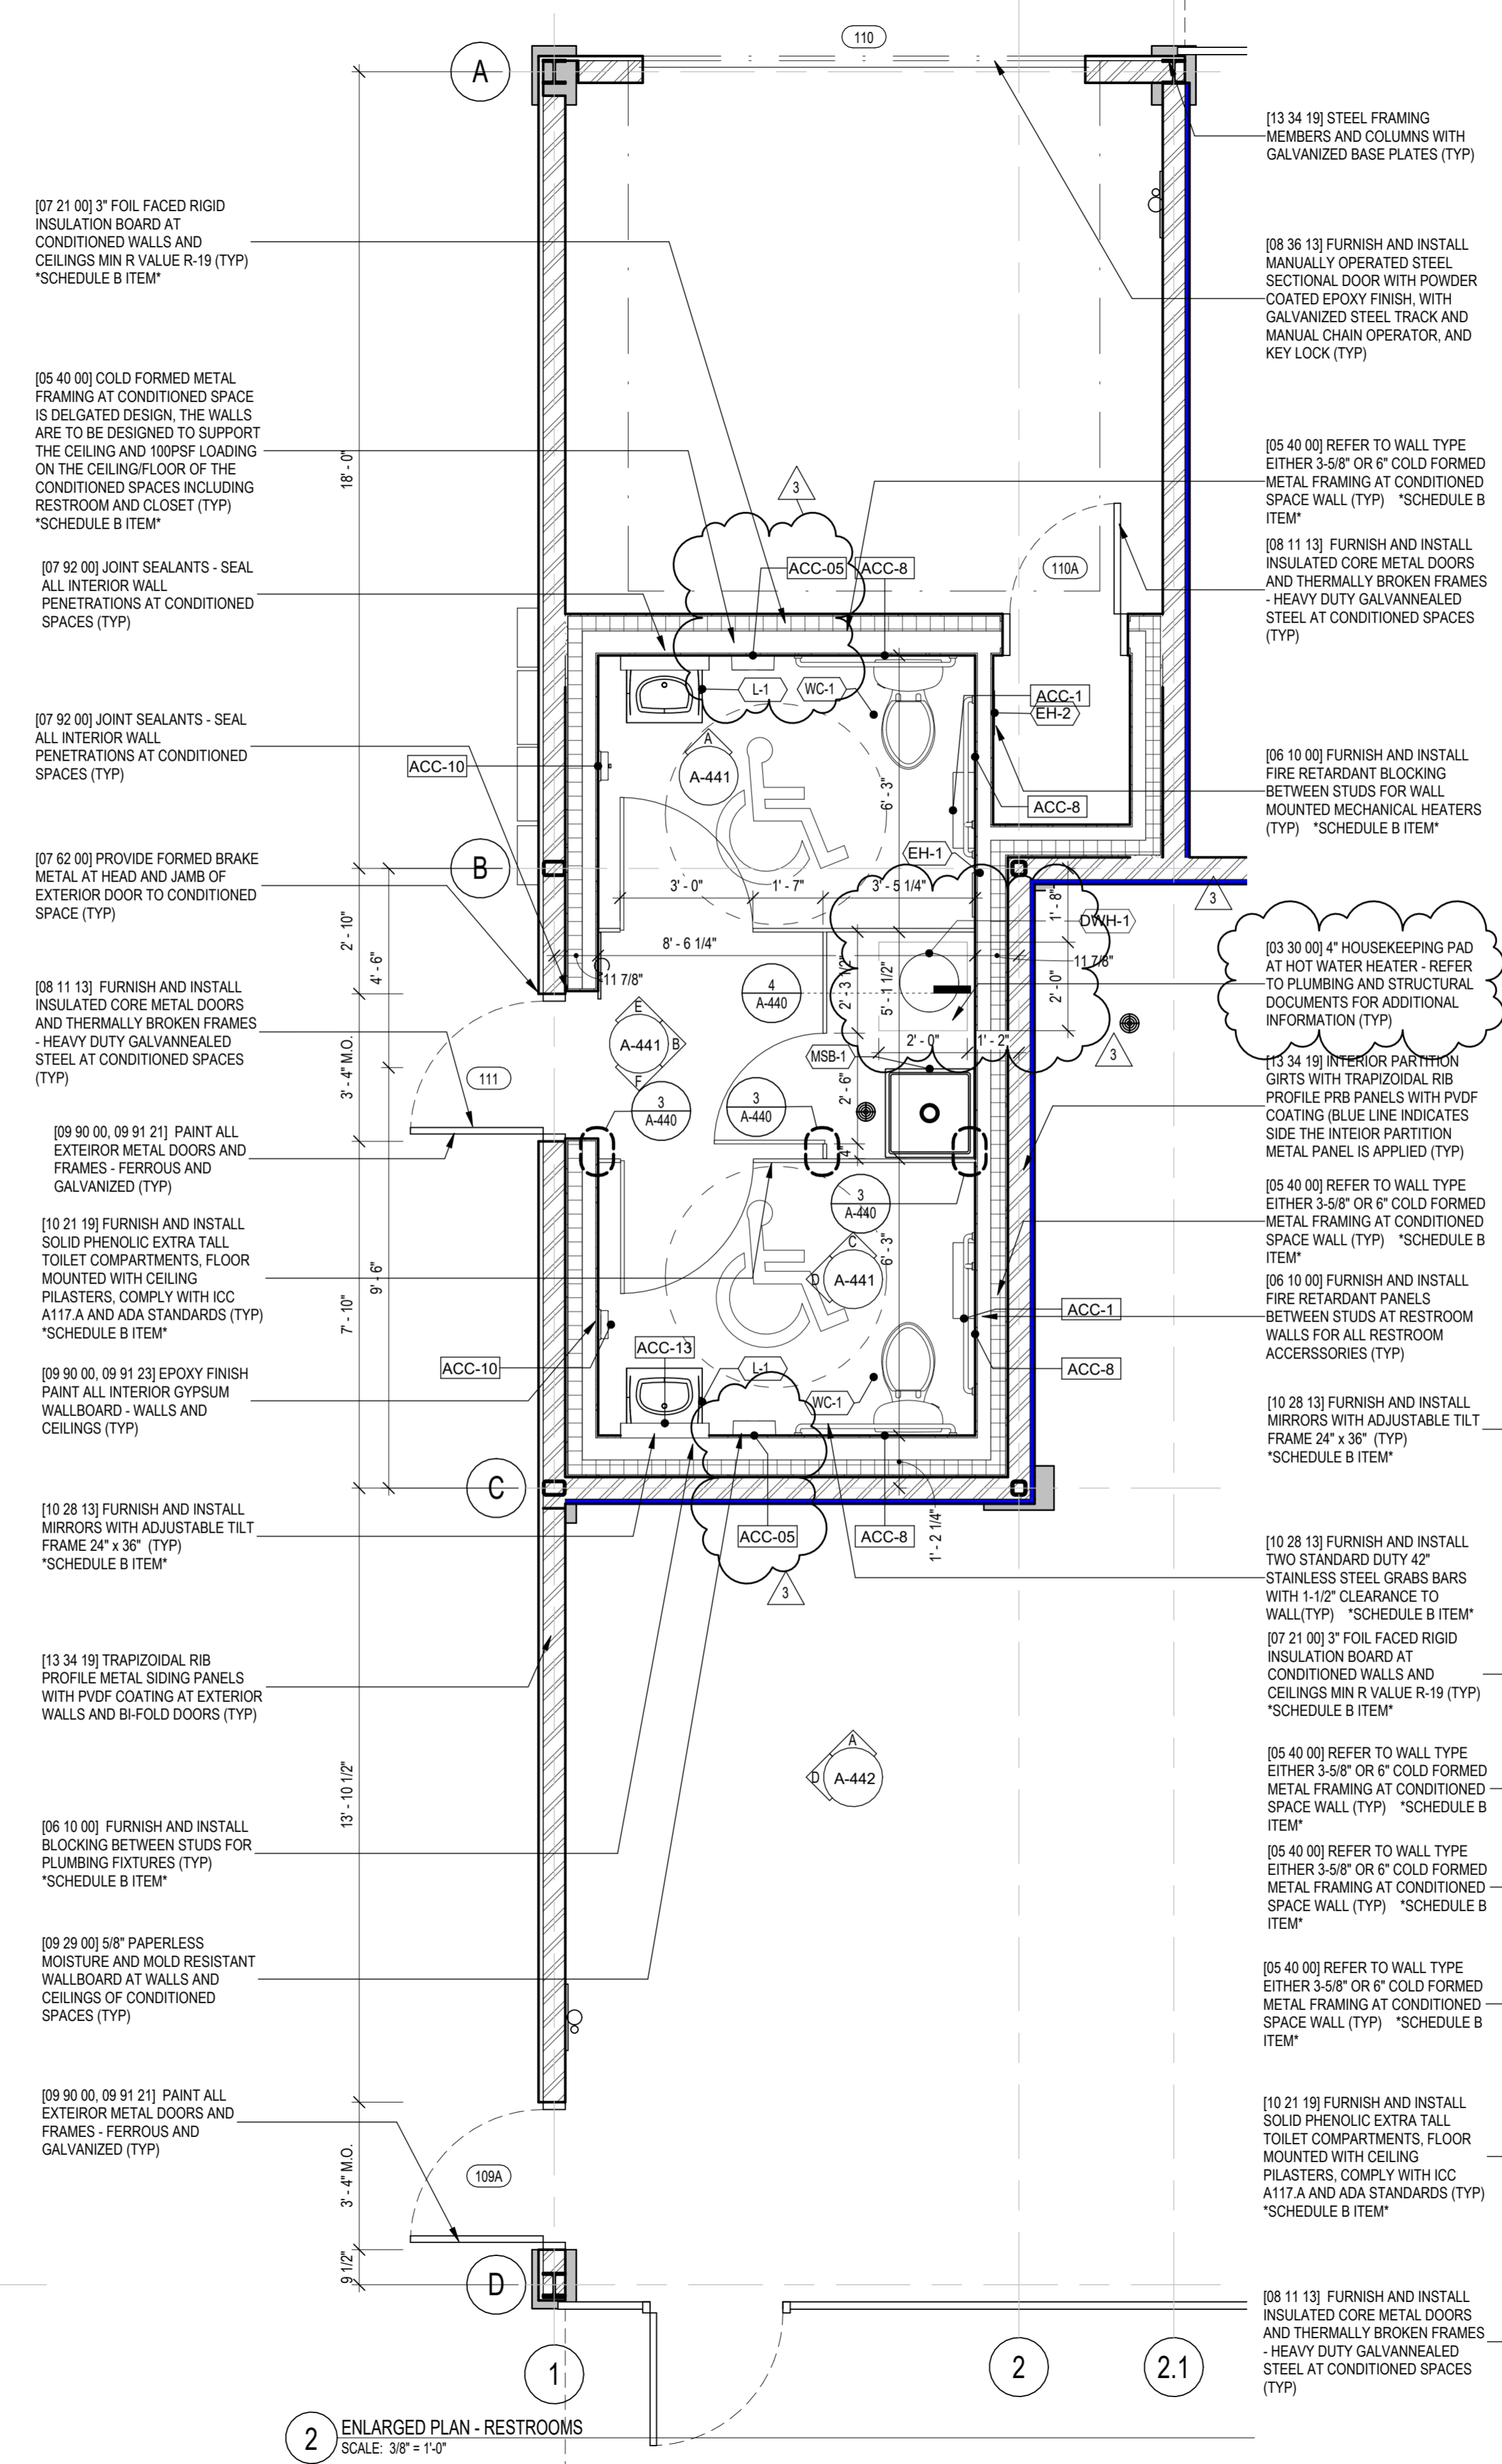 110
A
[13 34 19] STEEL FRAMING
MEMBERS AND COLUMNS WITH
GALVANIZED BASE PLATES (TYP)
[07 21 00] 3" FOIL FACED RIGID
INSULATION BOARD AT
CONDITIONED WALLS AND
CEILINGS MIN R VALUE R-19 (TYP)
*SCHEDULE B ITEM*
[08 36 13] FURNISH AND INSTALL
MANUALLY OPERATED STEEL
SECTIONAL DOOR WITH POWDER
COATED EPOXY FINISH, WITH
GALVANIZED STEEL TRACK AND
MANUAL CHAIN OPERATOR, AND
KEY LOCK (TYP)
[05 40 00] COLD FORMED METAL
FRAMING AT CONDITIONED SPACE
IS DELGATED DESIGN, THE WALLS
ARE TO BE DESIGNED TO SUPPORT
THE CEILING AND 100PSF LOADING
ON THE CEILING/FLOOR OF THE
CONDITIONED SPACES INCLUDING
RESTROOM AND CLOSET (TYP)
*SCHEDULE B ITEM*
18' - 0"
[05 40 00] REFER TO WALL TYPE
EITHER 3-5/8" OR 6" COLD FORMED
METAL FRAMING AT CONDITIONED
SPACE WALL (TYP) *SCHEDULE B
ITEM*
3
[08 11 13] FURNISH AND INSTALL
INSULATED CORE METAL DOORS
AND THERMALLY BROKEN FRAMES
- HEAVY DUTY GALVANNEALED
STEEL AT CONDITIONED SPACES
(TYP)
[07 92 00] JOINT SEALANTS - SEAL
ALL INTERIOR WALL
PENETRATIONS AT CONDITIONED
SPACES (TYP)
ACC-05
ACC-8
110A
L-1
WC-1
ACC-1
EH-2
[07 92 00] JOINT SEALANTS - SEAL
ALL INTERIOR WALL
PENETRATIONS AT CONDITIONED
SPACES (TYP)
ACC-10
A
A-441
6' - 3"
ACC-8
[06 10 00] FURNISH AND INSTALL
FIRE RETARDANT BLOCKING
BETWEEN STUDS FOR WALL
MOUNTED MECHANICAL HEATERS
(TYP) *SCHEDULE B ITEM*
[07 62 00] PROVIDE FORMED BRAKE
METAL AT HEAD AND JAMB OF
EXTERIOR DOOR TO CONDITIONED
SPACE (TYP)
B
EH-1
3' - 0"
1' - 7"
3' - 5 1/4"
1' - 8"
DWH-1
3
2' - 10"
4' - 6"
8' - 6 1/4"
11 7/8"
11 7/8"
[03 30 00] 4" HOUSEKEEPING PAD
AT HOT WATER HEATER - REFER
TO PLUMBING AND STRUCTURAL
DOCUMENTS FOR ADDITIONAL
INFORMATION (TYP)
[08 11 13] FURNISH AND INSTALL
INSULATED CORE METAL DOORS
AND THERMALLY BROKEN FRAMES
- HEAVY DUTY GALVANNEALED
STEEL AT CONDITIONED SPACES
(TYP)
4
A-440
2' - 3 1/2"
5' - 1 1/2"
2' - 0"
E
A-441
B
F
MSB-1
2' - 0"
1' - 2"
3
3' - 4" M.O.
111
3
A-440
3
A-440
2' - 6"
4"
[13 34 19] INTERIOR PARTITION
GIRTS WITH TRAPIZOIDAL RIB
PROFILE PRB PANELS WITH PVDF
COATING (BLUE LINE INDICATES
SIDE THE INTEIOR PARTITION
METAL PANEL IS APPLIED (TYP)
[09 90 00, 09 91 21] PAINT ALL
EXTEIROR METAL DOORS AND
FRAMES - FERROUS AND
GALVANIZED (TYP)
3
A-440
[05 40 00] REFER TO WALL TYPE
EITHER 3-5/8" OR 6" COLD FORMED
METAL FRAMING AT CONDITIONED
SPACE WALL (TYP) *SCHEDULE B
ITEM*
[10 21 19] FURNISH AND INSTALL
SOLID PHENOLIC EXTRA TALL
TOILET COMPARTMENTS, FLOOR
MOUNTED WITH CEILING
PILASTERS, COMPLY WITH ICC
A117.A AND ADA STANDARDS (TYP)
*SCHEDULE B ITEM*
9' - 6"
7' - 10"
C
D
A-441
6' - 3"
[06 10 00] FURNISH AND INSTALL
FIRE RETARDANT PANELS
BETWEEN STUDS AT RESTROOM
WALLS FOR ALL RESTROOM
ACCERSSORIES (TYP)
ACC-1
ACC-13
ACC-10
L-1
ACC-8
WC-1
[09 90 00, 09 91 23] EPOXY FINISH
PAINT ALL INTERIOR GYPSUM
WALLBOARD - WALLS AND
CEILINGS (TYP)
[10 28 13] FURNISH AND INSTALL
MIRRORS WITH ADJUSTABLE TILT
FRAME 24" x 36" (TYP)
*SCHEDULE B ITEM*
C
[10 28 13] FURNISH AND INSTALL
MIRRORS WITH ADJUSTABLE TILT
FRAME 24" x 36" (TYP)
*SCHEDULE B ITEM*
ACC-05
ACC-8
1' - 2 1/4"
3
[10 28 13] FURNISH AND INSTALL
TWO STANDARD DUTY 42"
STAINLESS STEEL GRABS BARS
WITH 1-1/2" CLEARANCE TO
WALL(TYP) *SCHEDULE B ITEM*
[07 21 00] 3" FOIL FACED RIGID
INSULATION BOARD AT
CONDITIONED WALLS AND
CEILINGS MIN R VALUE R-19 (TYP)
*SCHEDULE B ITEM*
[13 34 19] TRAPIZOIDAL RIB
PROFILE METAL SIDING PANELS
WITH PVDF COATING AT EXTERIOR
WALLS AND BI-FOLD DOORS (TYP)
A
D
A-442
[05 40 00] REFER TO WALL TYPE
EITHER 3-5/8" OR 6" COLD FORMED
METAL FRAMING AT CONDITIONED
SPACE WALL (TYP) *SCHEDULE B
ITEM*
13' - 10 1/2"
[06 10 00] FURNISH AND INSTALL
BLOCKING BETWEEN STUDS FOR
PLUMBING FIXTURES (TYP)
*SCHEDULE B ITEM*
[05 40 00] REFER TO WALL TYPE
EITHER 3-5/8" OR 6" COLD FORMED
METAL FRAMING AT CONDITIONED
SPACE WALL (TYP) *SCHEDULE B
ITEM*
[09 29 00] 5/8" PAPERLESS
MOISTURE AND MOLD RESISTANT
WALLBOARD AT WALLS AND
CEILINGS OF CONDITIONED
SPACES (TYP)
[05 40 00] REFER TO WALL TYPE
EITHER 3-5/8" OR 6" COLD FORMED
METAL FRAMING AT CONDITIONED
SPACE WALL (TYP) *SCHEDULE B
ITEM*
[09 90 00, 09 91 21] PAINT ALL
EXTEIROR METAL DOORS AND
FRAMES - FERROUS AND
GALVANIZED (TYP)
[10 21 19] FURNISH AND INSTALL
SOLID PHENOLIC EXTRA TALL
TOILET COMPARTMENTS, FLOOR
MOUNTED WITH CEILING
PILASTERS, COMPLY WITH ICC
A117.A AND ADA STANDARDS (TYP)
*SCHEDULE B ITEM*
3' - 4" M.O.
109A
9 1/2"
D
[08 11 13] FURNISH AND INSTALL
INSULATED CORE METAL DOORS
AND THERMALLY BROKEN FRAMES
- HEAVY DUTY GALVANNEALED
STEEL AT CONDITIONED SPACES
(TYP)
1
2
2.1
2
ENLARGED PLAN - RESTROOMS
SCALE: 3/8" = 1'-0"